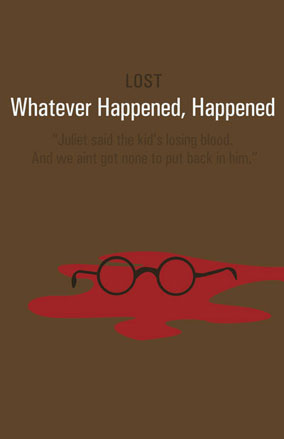 LOST
Whatever Happened, Happened
"Juliet said the kid's losing blood.
And we aint got none to put back in him."